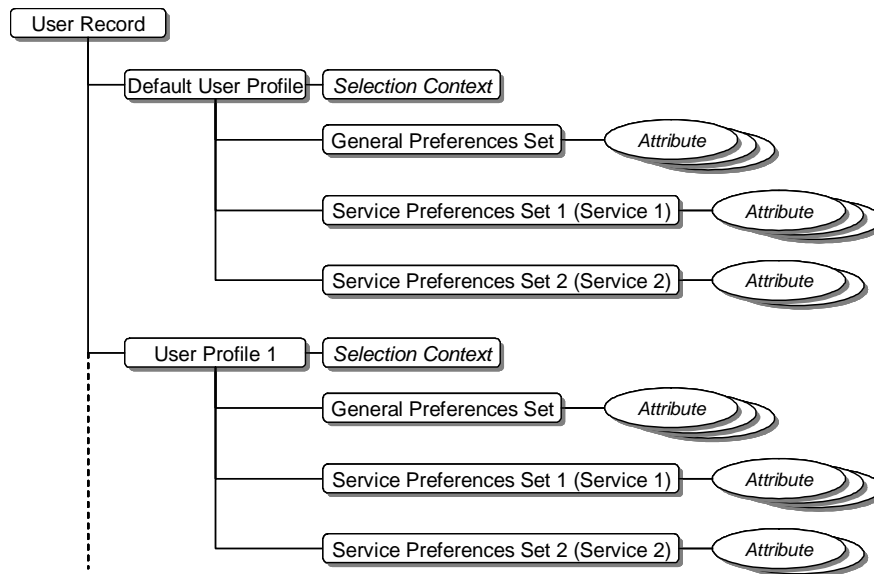 User Record
Default User Profile
Selection Context
General Preferences Set
Attribute
Service Preferences Set 1 (Service 1)
Attribute
Service Preferences Set 2 (Service 2)
Attribute
User Profile 1
Selection Context
General Preferences Set
Attribute
Service Preferences Set 1 (Service 1)
Attribute
Service Preferences Set 2 (Service 2)
Attribute